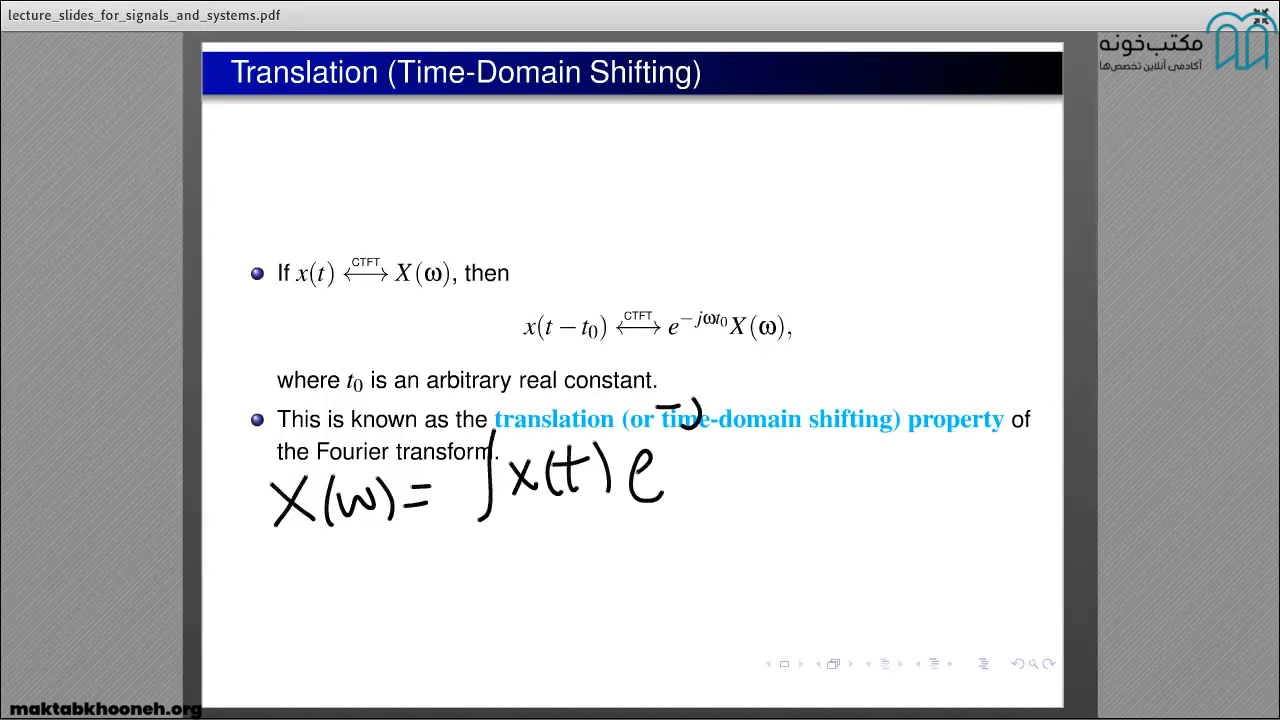 lecture_slides_for_signals_and_systems.pdf
مکتب‌خونه
آکادمی آنلاین تخصص‌ها
Translation (Time-Domain Shifting)
If x(t) ⟷ X(ω), then
CTFT
x(t − t₀) ⟷ e^{−jωt₀}X(ω),
CTFT
where t₀ is an arbitrary real constant.
This is known as the translation (or time-domain shifting) property of
the Fourier transform.
X(ω) = ∫ x(t) e^{-J
maktabkhooneh.org